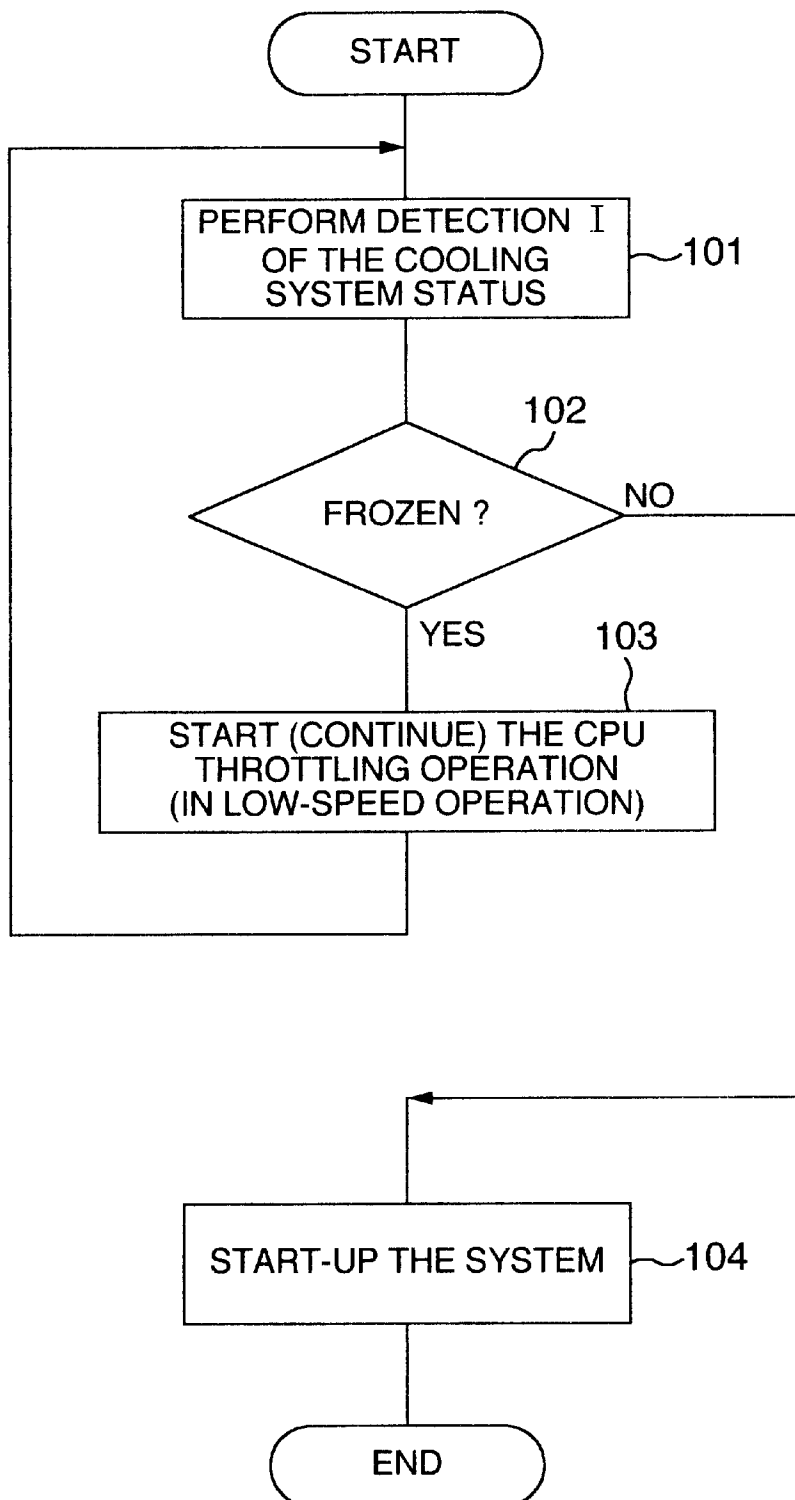 START
PERFORM DETECTION I
OF THE COOLING
SYSTEM STATUS
101
102
FROZEN ?
NO
YES
103
START (CONTINUE) THE CPU
THROTTLING OPERATION
(IN LOW-SPEED OPERATION)
START-UP THE SYSTEM
104
END